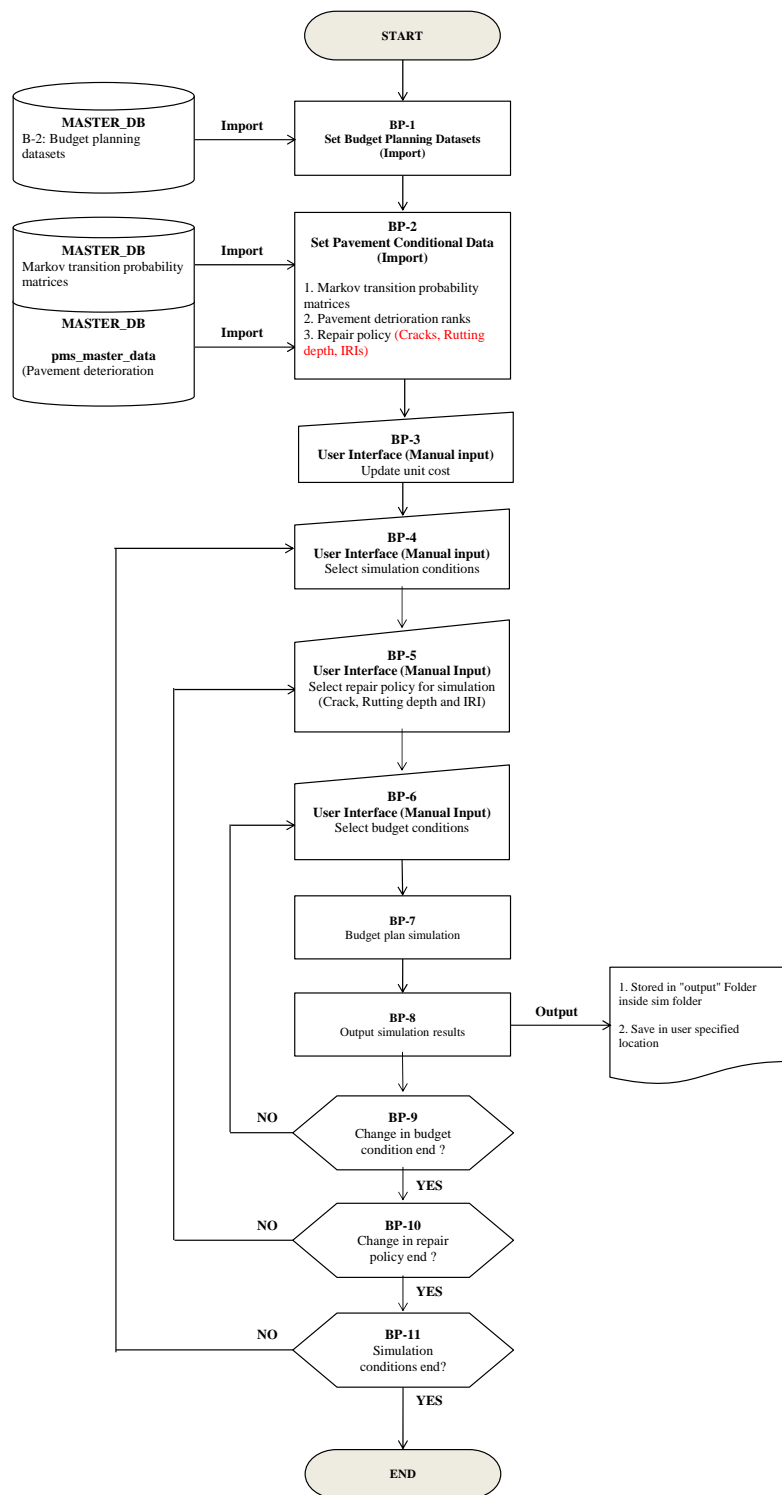 START
MASTER_DB
B-2: Budget planning
datasets
Import
BP-1
Set Budget Planning Datasets
(Import)
MASTER_DB
Markov transition probability
matrices
Import
MASTER_DB
pms_master_data
(Pavement deterioration
Import
BP-2
Set Pavement Conditional Data
(Import)
1. Markov transition probability
matrices
2. Pavement detrioration ranks
3. Repair policy (Cracks, Rutting
depth, IRIs)
BP-3
User Interface (Manual input)
Update unit cost
BP-4
User Interface (Manual input)
Select simulation conditions
BP-5
User Interface (Manual Input)
Select repair policy for simulation
(Crack, Rutting depth and IRI)
BP-6
User Interface (Manual Input)
Select budget conditions
BP-7
Budget plan simulation
BP-8
Output simulation results
Output
1. Stored in "output" Folder
inside sim folder
2. Save in user specified
location
NO
BP-9
Change in budget
condition end ?
YES
NO
BP-10
Change in repair
policy end ?
YES
NO
BP-11
Simulation
conditions end?
YES
END